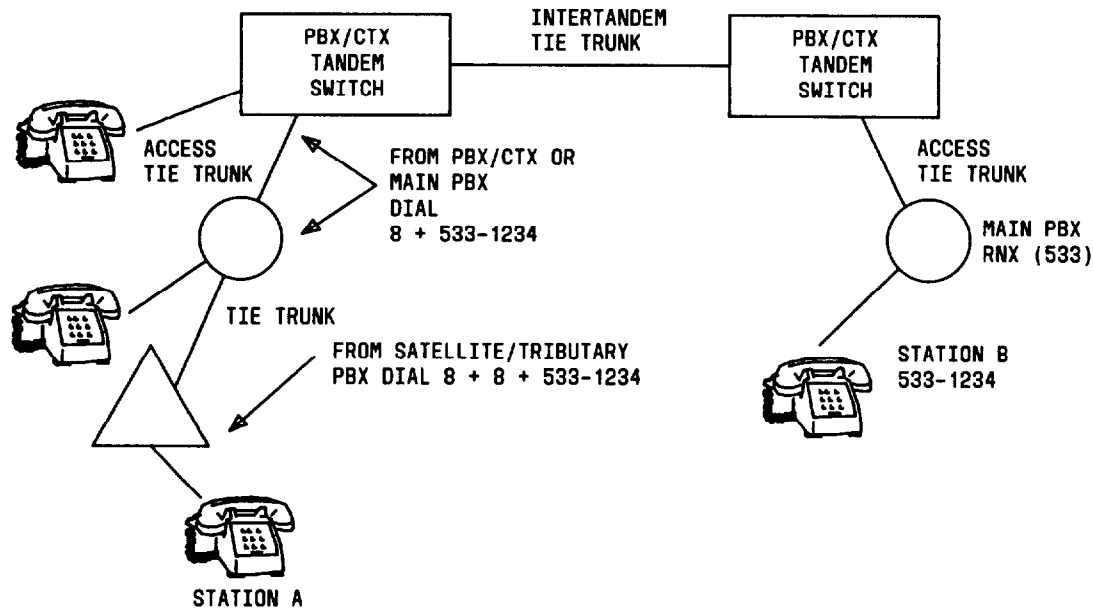 INTERTANDEM
TIE TRUNK
PBX/CTX
TANDEM
SWITCH
PBX/CTX
TANDEM
SWITCH
ACCESS
TIE TRUNK
FROM PBX/CTX OR
MAIN PBX
DIAL
8 + 533-1234
ACCESS
TIE TRUNK
MAIN PBX
RNX (533)
TIE TRUNK
FROM SATELLITE/TRIBUTARY
PBX DIAL 8 + 8 + 533-1234
STATION B
533-1234
STATION A